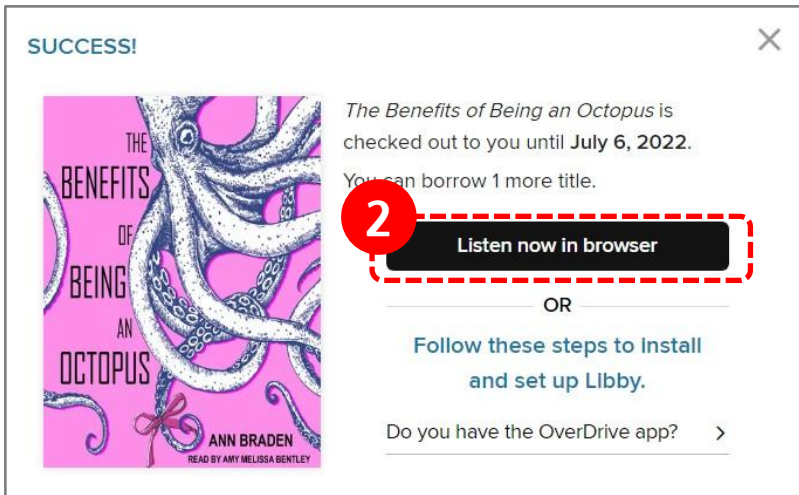 SUCCESS!
THE
BENEFITS
OF
BEING
AN
OCTOPUS
ANN BRADEN
READ BY AMY MELISSA BENTLEY
The Benefits of Being an Octopus is
checked out to you until July 6, 2022.
You can borrow 1 more title.
2
Listen now in browser
OR
Follow these steps to install
and set up Libby.
Do you have the OverDrive app?